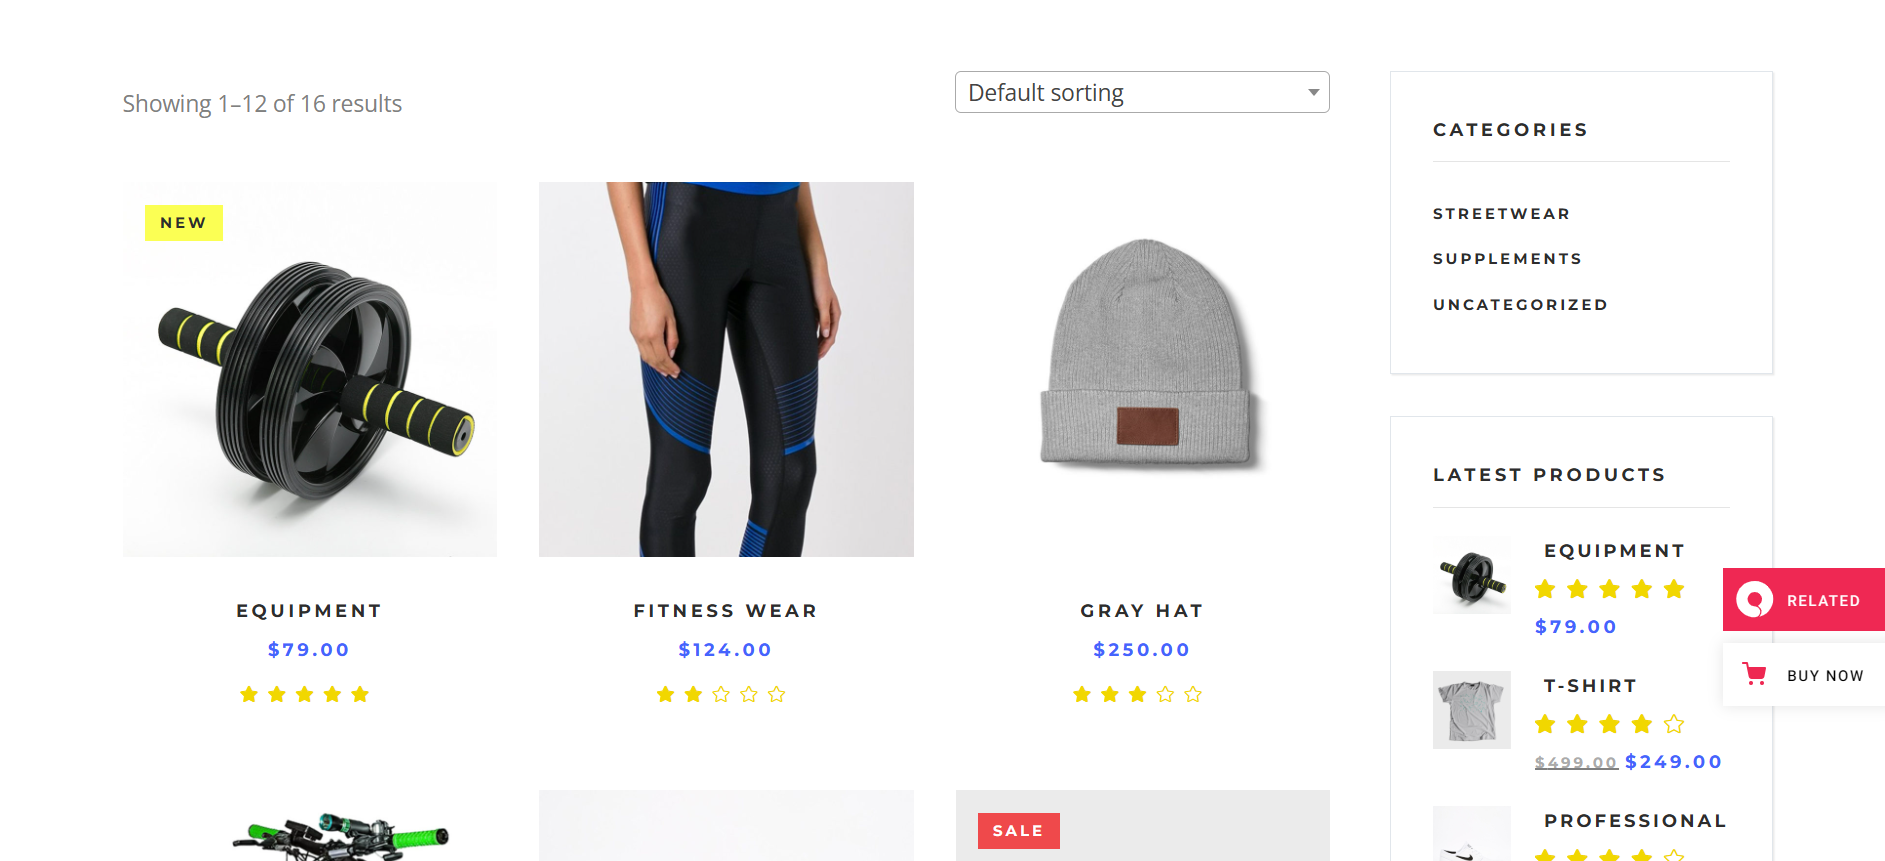 Showing 1–12 of 16 results
Default sorting
NEW
EQUIPMENT
$79.00
FITNESS WEAR
$124.00
GRAY HAT
$250.00
SALE
CATEGORIES
STREETWEAR
SUPPLEMENTS
UNCATEGORIZED
LATEST PRODUCTS
EQUIPMENT
$79.00
T-SHIRT
$499.00 $249.00
PROFESSIONAL
RELATED
BUY NOW